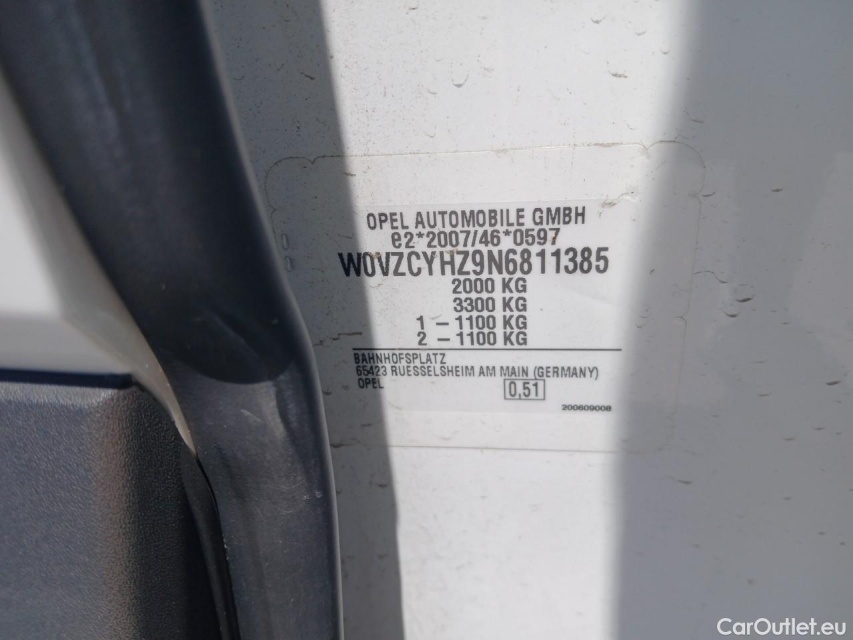 OPEL AUTOMOBILE GMBH
e2*2007/46*0597
W0VZCYHZ9N6811385
2000 KG
3300 KG
1 – 1100 KG
2 – 1100 KG
BAHNHOFSPLATZ
65423 RUESSELSHEIM AM MAIN (GERMANY)
OPEL
0,51
200609008
CarOutlet.eu